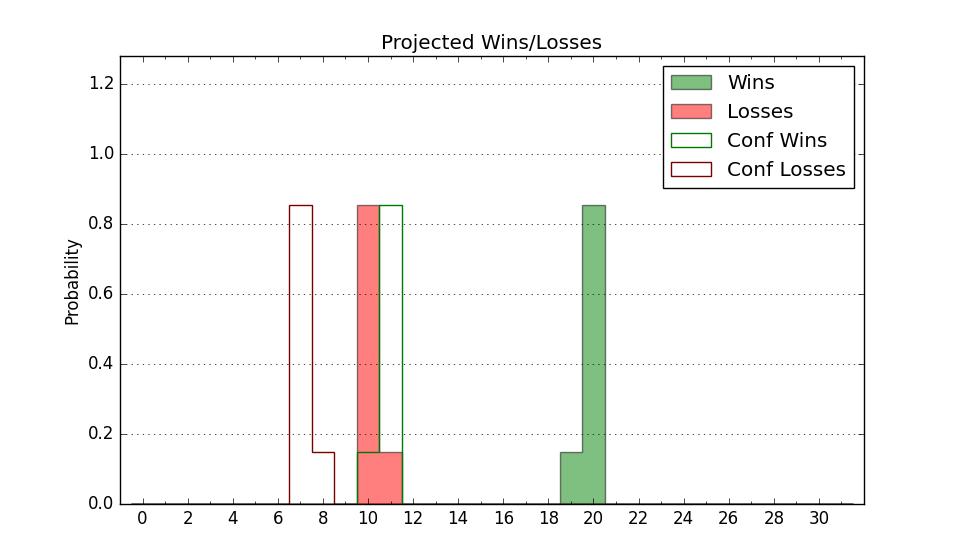 Projected Wins/Losses
Wins
Losses
Conf Wins
Conf Losses
Probability
1.2
1.0
0.8
0.6
0.4
0.2
0.0
0 2 4 6 8 10 12 14 16 18 20 22 24 26 28 30